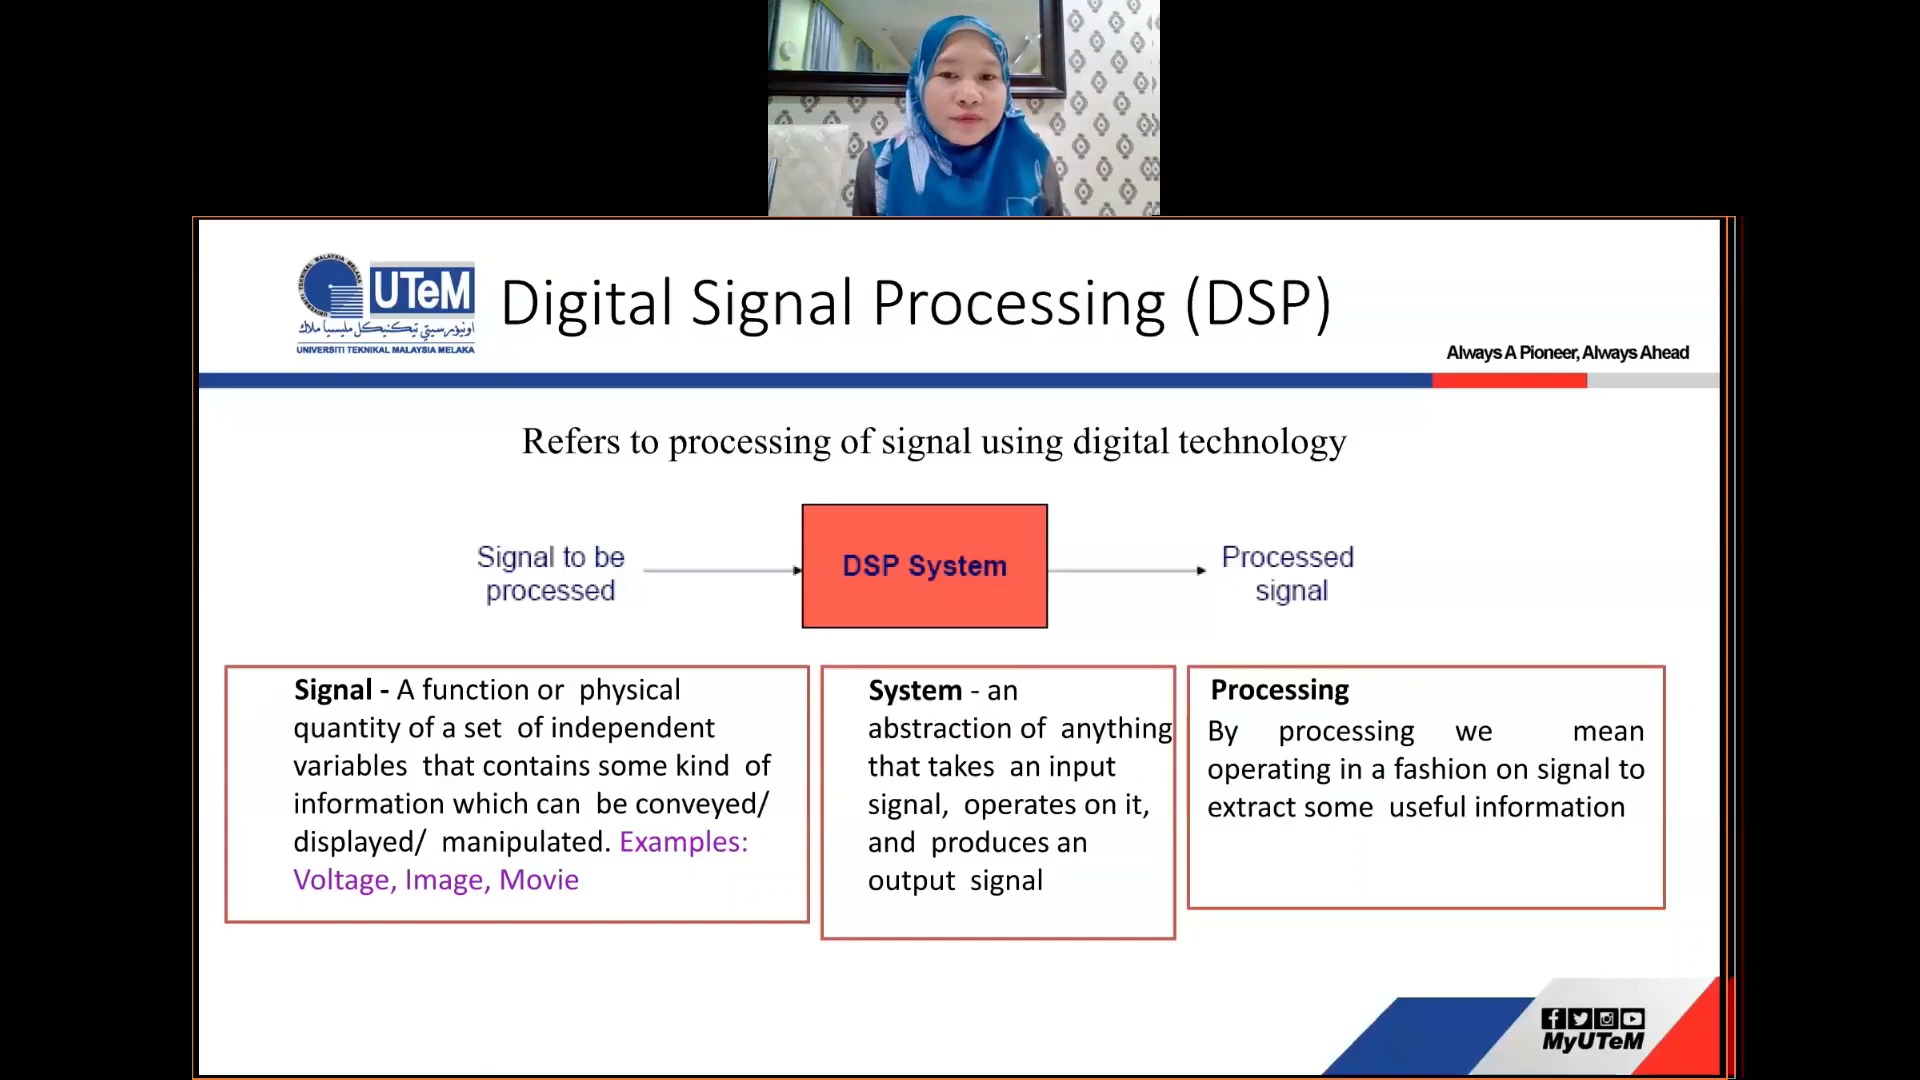 UTeM
اونيۏرسيتي تيكنيكل مليسيا ملاك
UNIVERSITI TEKNIKAL MALAYSIA MELAKA
Digital Signal Processing (DSP)
Always A Pioneer, Always Ahead
Refers to processing of signal using digital technology
Signal to be
processed
DSP System
Processed
signal
Signal - A function or physical
quantity of a set of independent
variables that contains some kind of
information which can be conveyed/
displayed/ manipulated. Examples:
Voltage, Image, Movie
System - an
abstraction of anything
that takes an input
signal, operates on it,
and produces an
output signal
Processing
By processing we mean
operating in a fashion on signal to
extract some useful information
MyUTeM